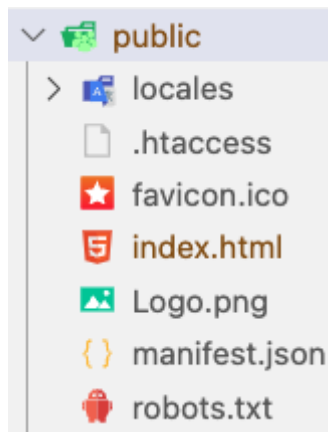 public
locales
.htaccess
favicon.ico
index.html
Logo.png
manifest.json
robots.txt